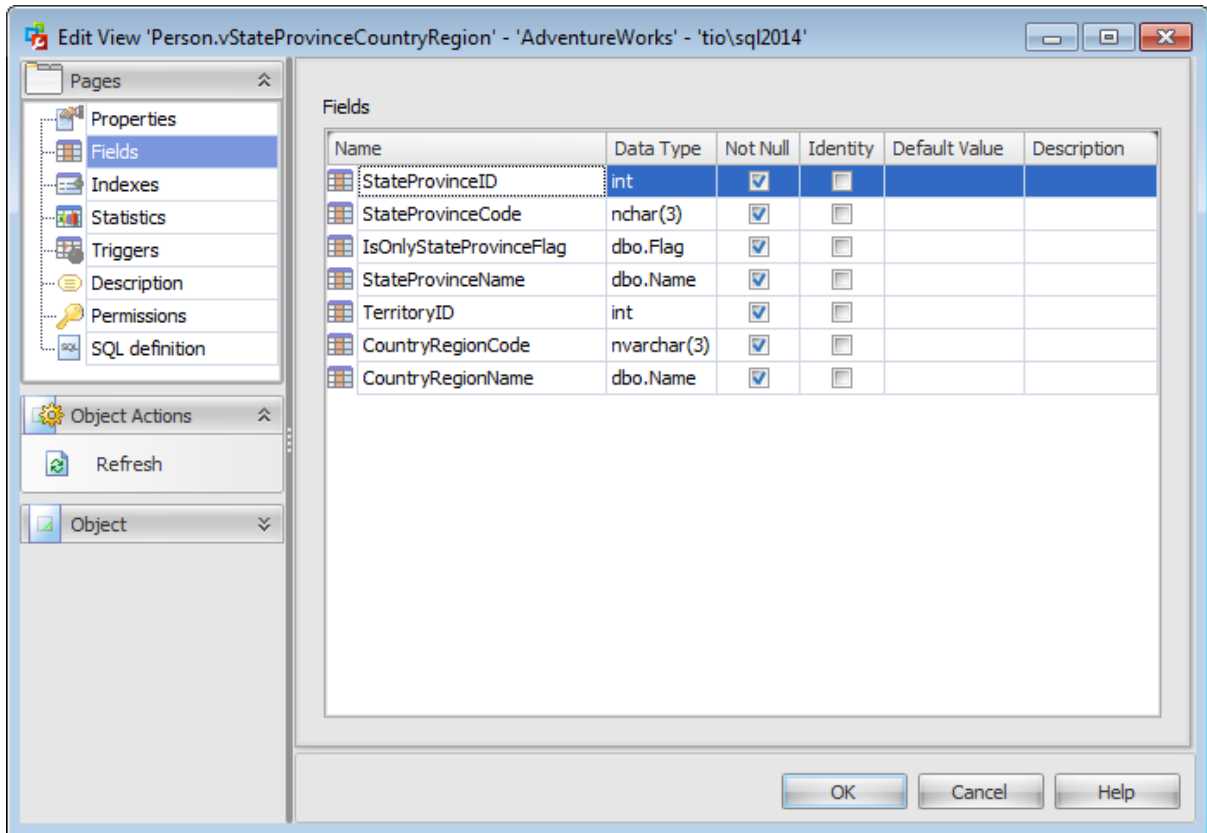 Edit View 'Person.vStateProvinceCountryRegion' - 'AdventureWorks' - 'tio\sql2014'
Pages
Properties
Fields
Indexes
Statistics
Triggers
Description
Permissions
SQL definition
Object Actions
Refresh
Object
Fields
Name Data Type Not Null Identity Default Value Description
StateProvinceID int
StateProvinceCode nchar(3)
IsOnlyStateProvinceFlag dbo.Flag
StateProvinceName dbo.Name
TerritoryID int
CountryRegionCode nvarchar(3)
CountryRegionName dbo.Name
OK Cancel Help